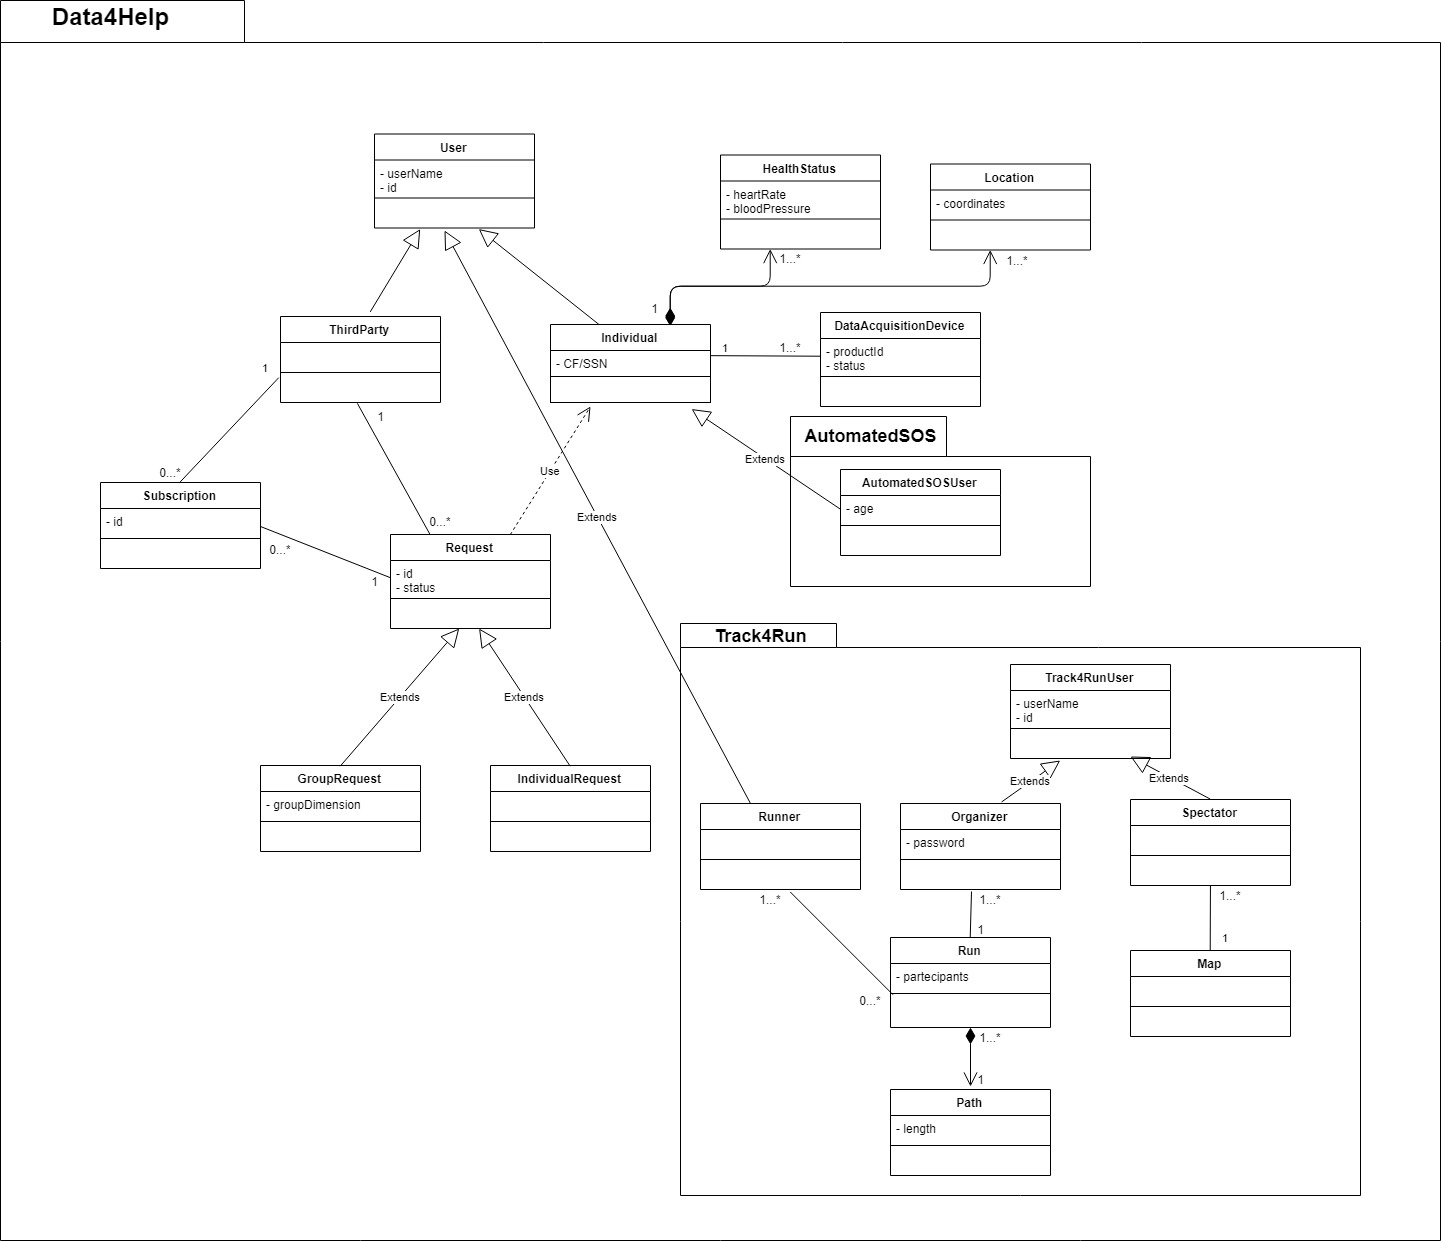 Data4Help
User
- userName
- id
HealthStatus
- heartRate
- bloodPressure
Location
- coordinates
1...*
1...*
1
ThirdParty
Individual
- CF/SSN
1
1...*
DataAcquisitionDevice
- productId
- status
1
1
0...*
Use
Extends
AutomatedSOS
AutomatedSOSUser
- age
Subscription
- id
0...*
0...*
1
Request
- id
- status
Extends
Extends
Extends
GroupRequest
- groupDimension
IndividualRequest
Track4Run
Track4RunUser
- userName
- id
Extends
Extends
Runner
Organizer
- password
Spectator
1...*
1...*
1...*
1
1
0...*
Run
- partecipants
Map
1...*
1
Path
- length